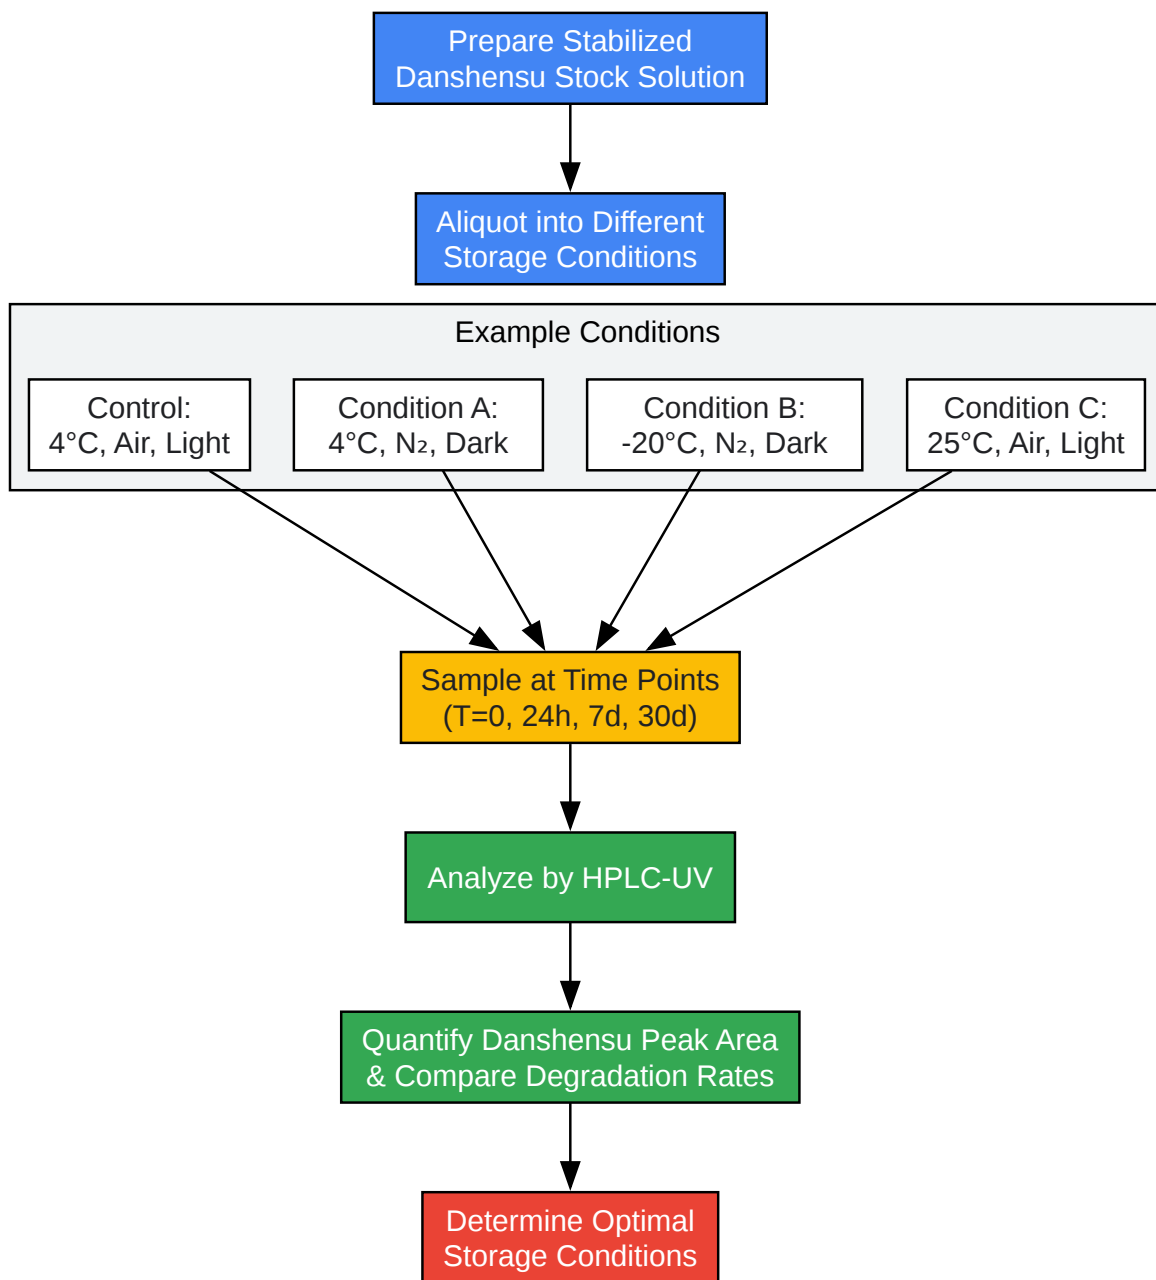 Prepare Stabilized
Danshensu Stock Solution
Aliquot into Different
Storage Conditions
Example Conditions
Control:
4°C, Air, Light
Condition A:
4°C, N₂, Dark
Condition B:
-20°C, N₂, Dark
Condition C:
25°C, Air, Light
Sample at Time Points
(T=0, 24h, 7d, 30d)
Analyze by HPLC-UV
Quantify Danshensu Peak Area
& Compare Degradation Rates
Determine Optimal
Storage Conditions